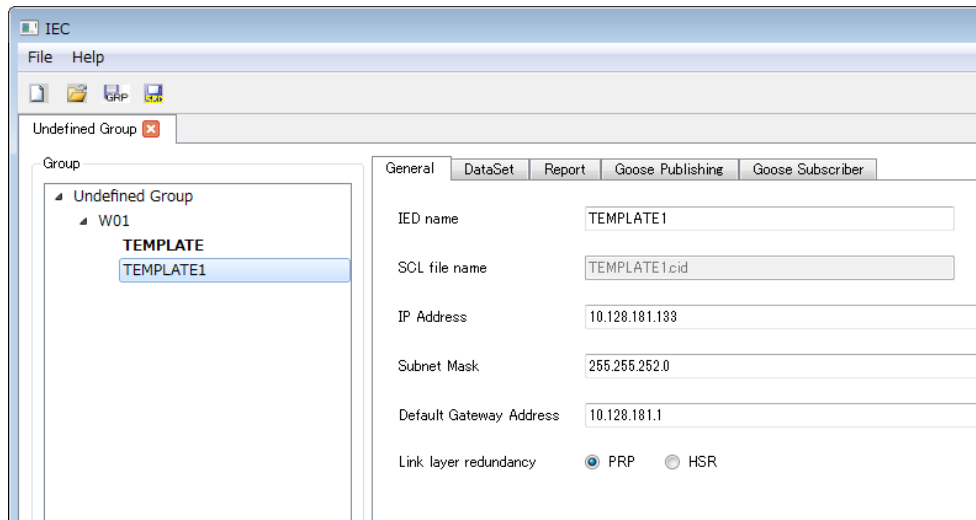 IEC
File Help
GRP
Undefined Group
Group
Undefined Group
W01
TEMPLATE
TEMPLATE1
General DataSet Report Goose Publishing Goose Subscriber
IED name TEMPLATE1
SCL file name TEMPLATE1.cid
IP Address 10.128.181.133
Subnet Mask 255.255.252.0
Default Gateway Address 10.128.181.1
Link layer redundancy PRP HSR